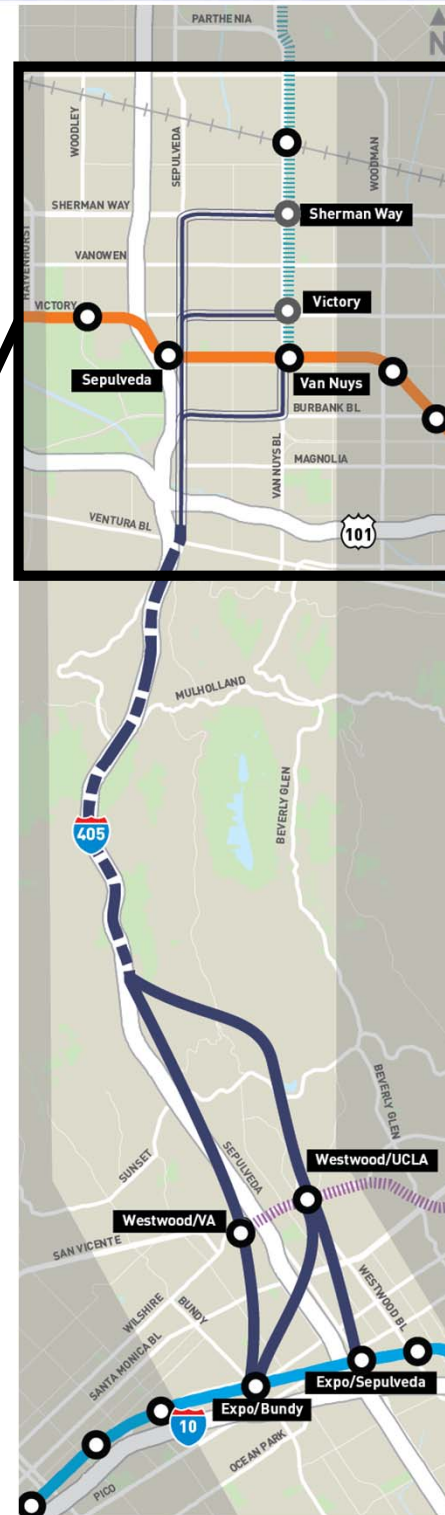 PARTHENIA
N
WOODLEY
SEPULVEDA
WOODMAN
SHERMAN WAY
Sherman Way
VANOWEN
HAYVENHURST
VICTORY
Victory
Sepulveda
Van Nuys
BURBANK BL
VAN NUYS BL
MAGNOLIA
VENTURA BL
101
MULHOLLAND
BEVERLY GLEN
405
BEVERLY GLEN
SUNSET
SEPULVEDA
Westwood/UCLA
Westwood/VA
SAN VICENTE
WILSHIRE
BUNDY
WESTWOOD BL
SANTA MONICA BL
Expo/Sepulveda
Expo/Bundy
10
OCEAN PARK
PICO